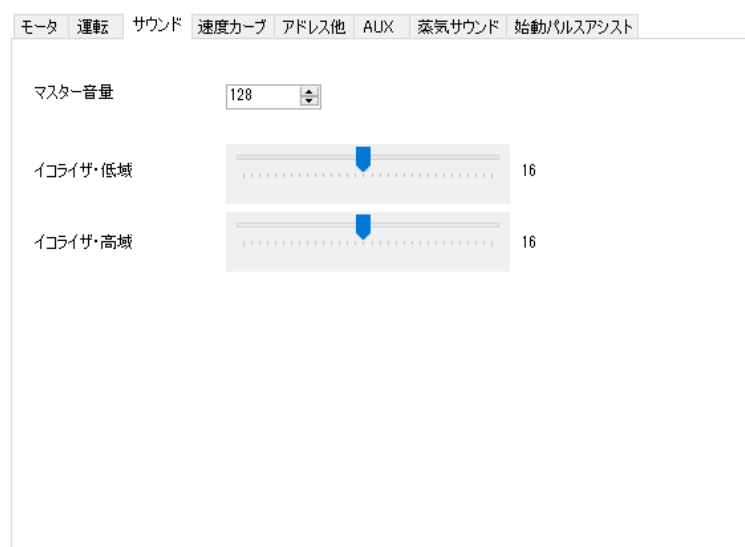 モータ 運転 サウンド 速度カーブ アドレス他 AUX 蒸気サウンド 始動パルスアシスト
マスター音量 128
イコライザ・低域 16
イコライザ・高域 16